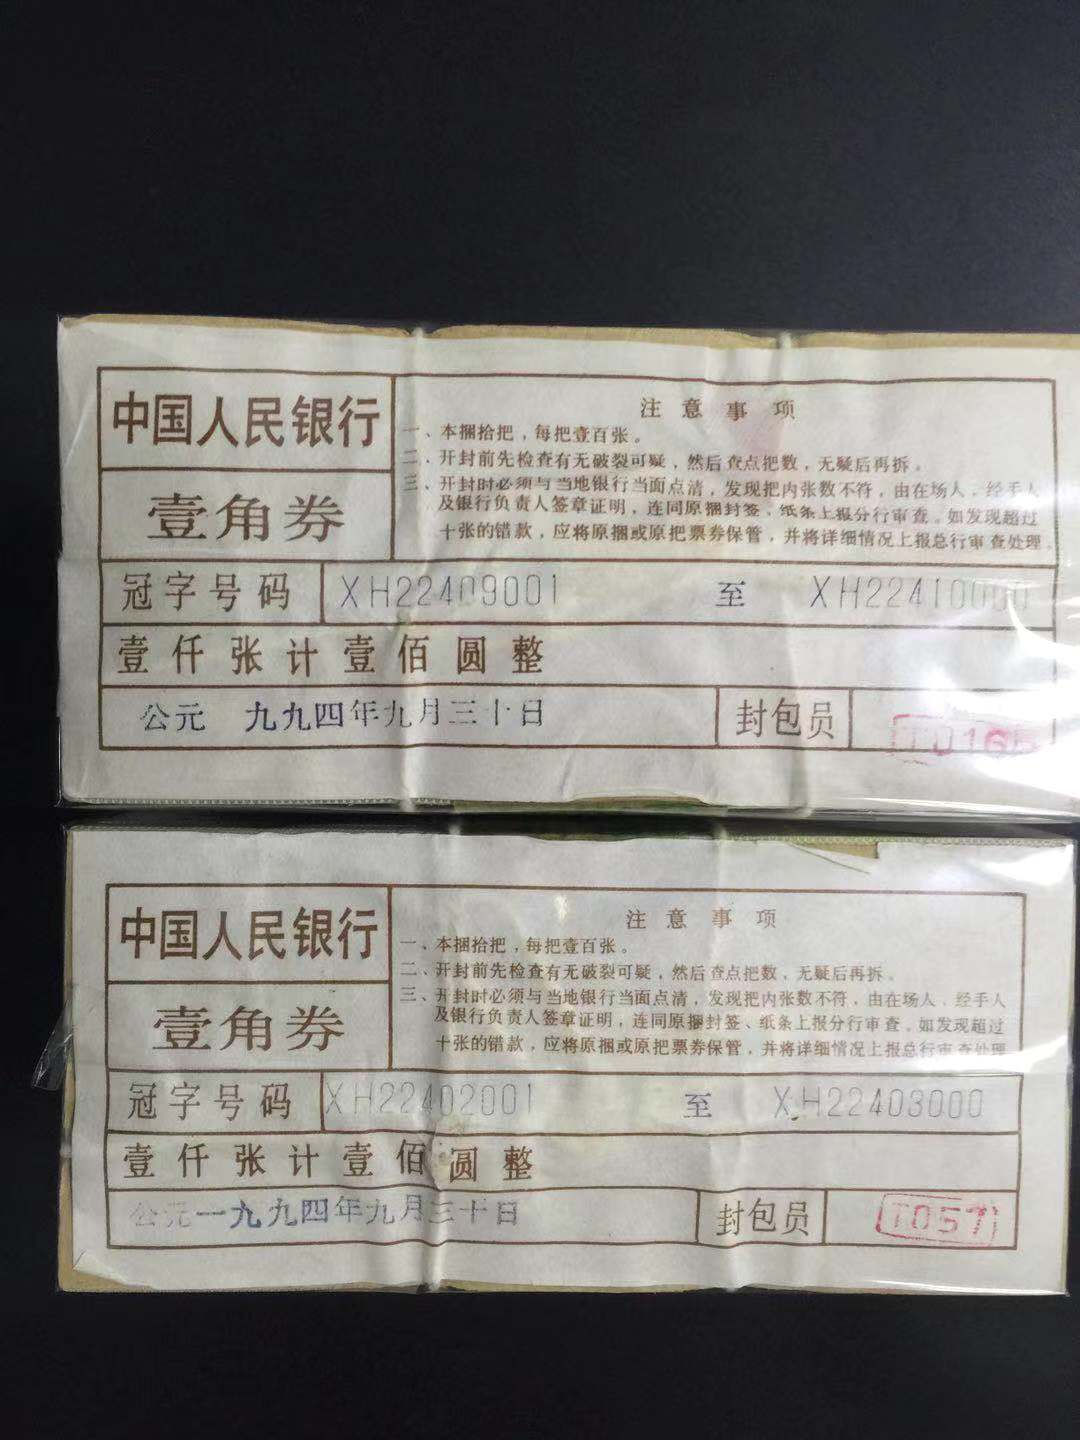 中国人民银行
壹角券
注意事项
一、本捆拾把，每把壹百张。
二、开封前先检查有无破裂可疑，然后查点把数，无疑后再拆。
三、开封时必须与当地银行当面点清，发现把内张数不符，由在场人、经手人
及银行负责人签章证明，连同原捆封签、纸条上报分行审查。如发现超过
十张的错款，应将原捆或原把票券保管，并将详细情况上报总行审查处理。
冠字号码 XH22409001 至 XH22410000
壹仟张计壹佰圆整
公元 九九四年九月三十日 封包员
中国人民银行
壹角券
注意事项
一、本捆拾把，每把壹百张。
二、开封前先检查有无破裂可疑，然后查点把数，无疑后再拆。
三、开封时必须与当地银行当面点清，发现把内张数不符，由在场人、经手人
及银行负责人签章证明，连同原捆封签、纸条上报分行审查。如发现超过
十张的错款，应将原捆或原把票券保管，并将详细情况上报总行审查处理
冠字号码 XH22402001 至 XH22403000
壹仟张计壹佰圆整
公元一九九四年九月三十日 封包员 T057